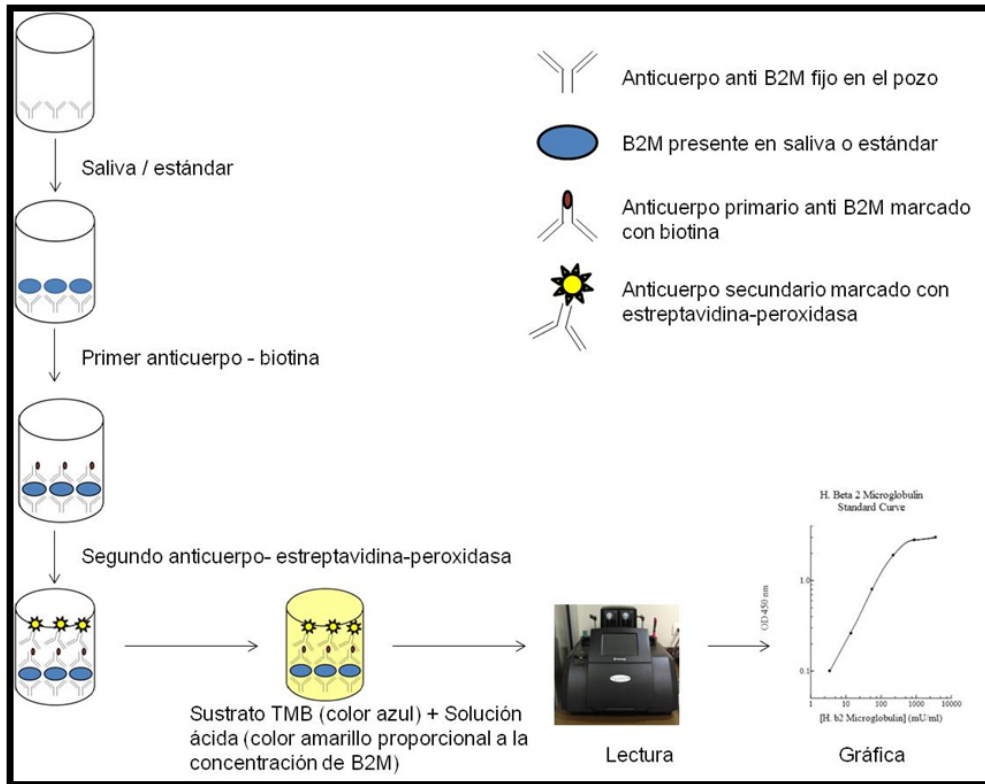 Anticuerpo anti B2M fijo en el pozo
B2M presente en saliva o estándar
Anticuerpo primario anti B2M marcado
con biotina
Anticuerpo secundario marcado con
estreptavidina-peroxidasa
Saliva / estándar
Primer anticuerpo - biotina
Segundo anticuerpo- estreptavidina-peroxidasa
Sustrato TMB (color azul) + Solución
ácida (color amarillo proporcional a la
concentración de B2M)
Lectura
H. Beta 2 Microglobulin
Standard Curve
OD 450 nm
1.0
0.1
1 10 100 1000 10000
[H. b2 Microglobulin] (mU/ml)
Gráfica